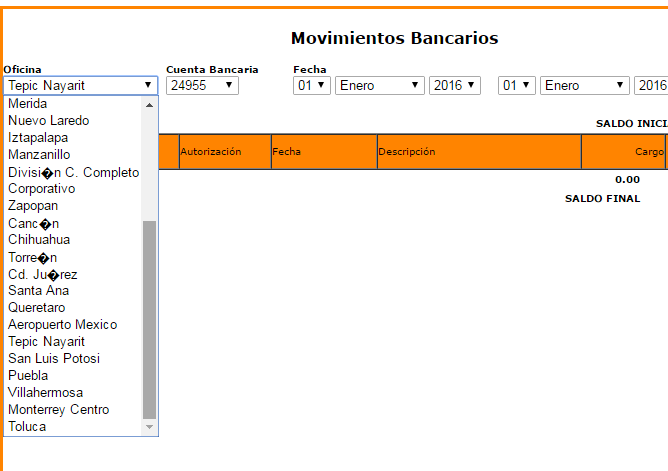 Movimientos Bancarios
Oficina Cuenta Bancaria Fecha
Tepic Nayarit 24955 01 Enero 2016 01 Enero 2016
SALDO INICI
Autorización Fecha Descripción Cargo
0.00
SALDO FINAL
Merida
Nuevo Laredo
Iztapalapa
Manzanillo
Divisi�n C. Completo
Corporativo
Zapopan
Canc�n
Chihuahua
Torre�n
Cd. Ju�rez
Santa Ana
Queretaro
Aeropuerto Mexico
Tepic Nayarit
San Luis Potosi
Puebla
Villahermosa
Monterrey Centro
Toluca